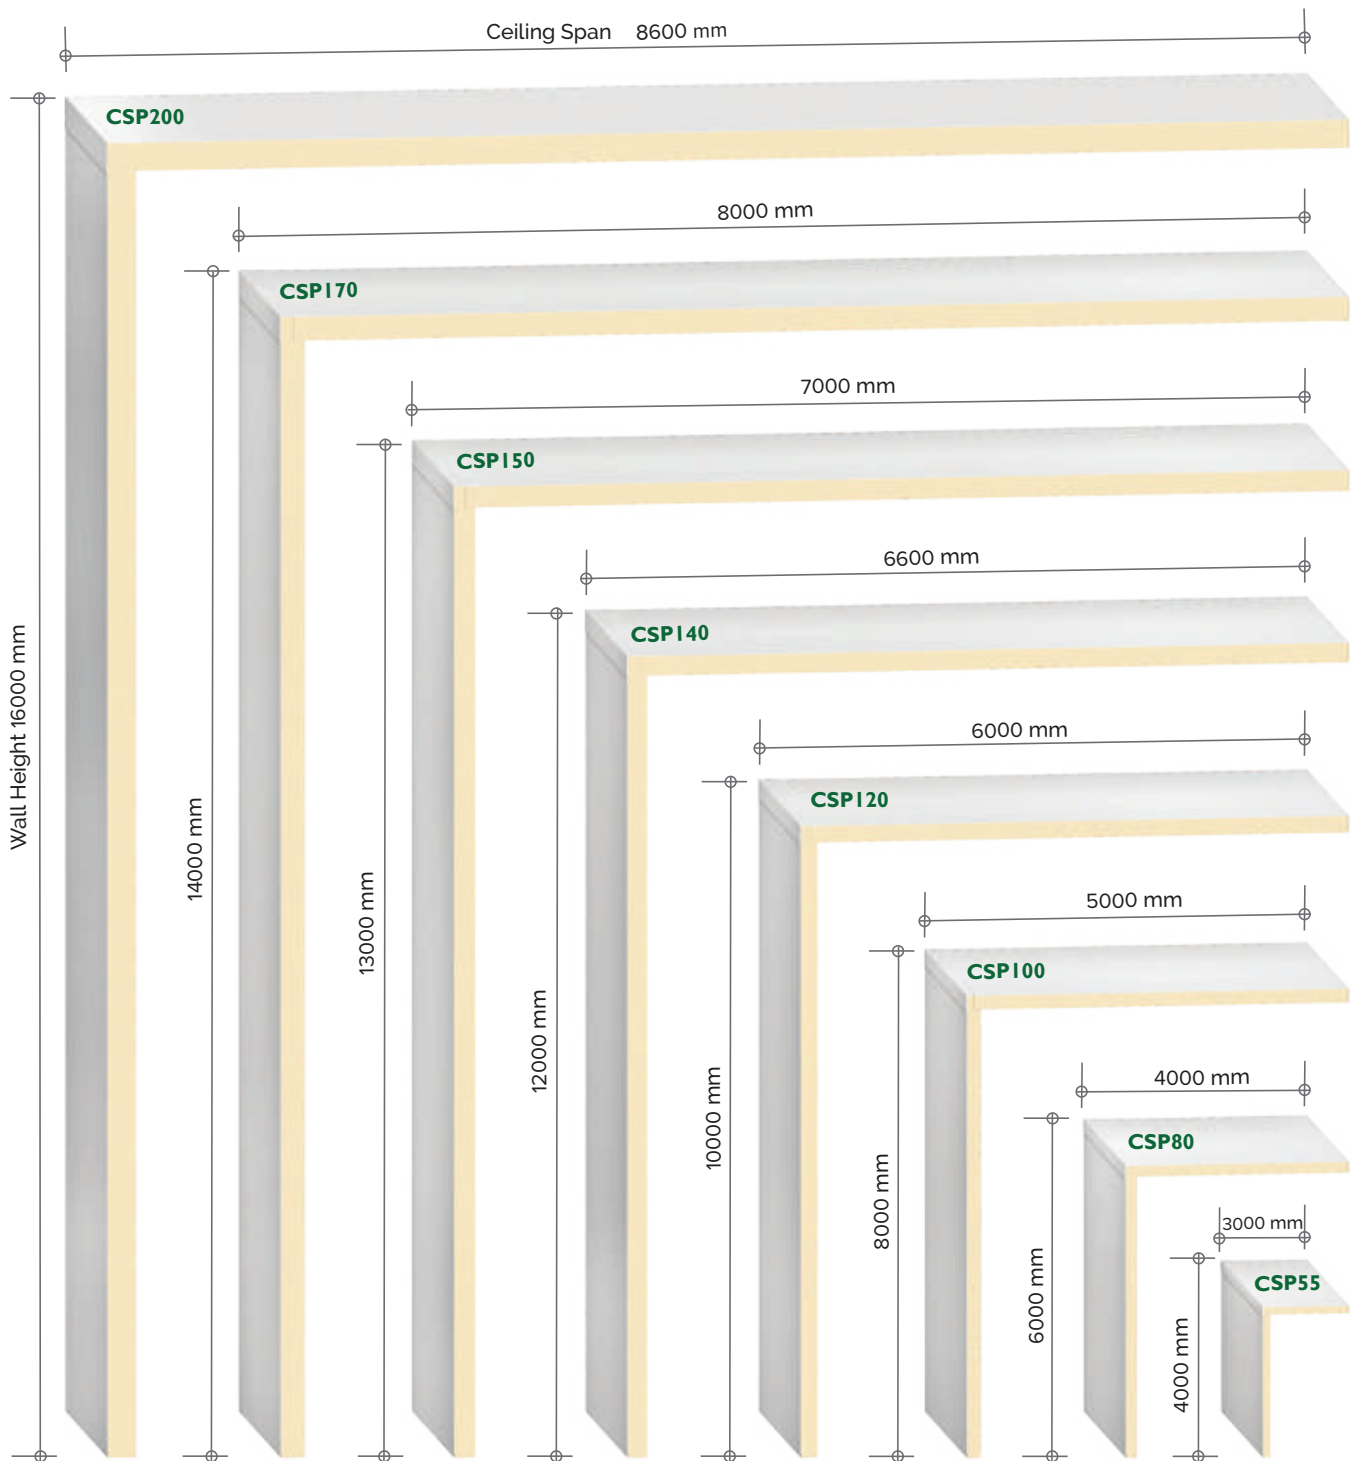 Ceiling Span 8600 mm
CSP200
8000 mm
CSP170
7000 mm
CSP150
6600 mm
CSP140
Wall Height 16000 mm
6000 mm
CSP120
14000 mm
13000 mm
5000 mm
CSP100
12000 mm
10000 mm
4000 mm
CSP80
8000 mm
3000 mm
CSP55
6000 mm
4000 mm